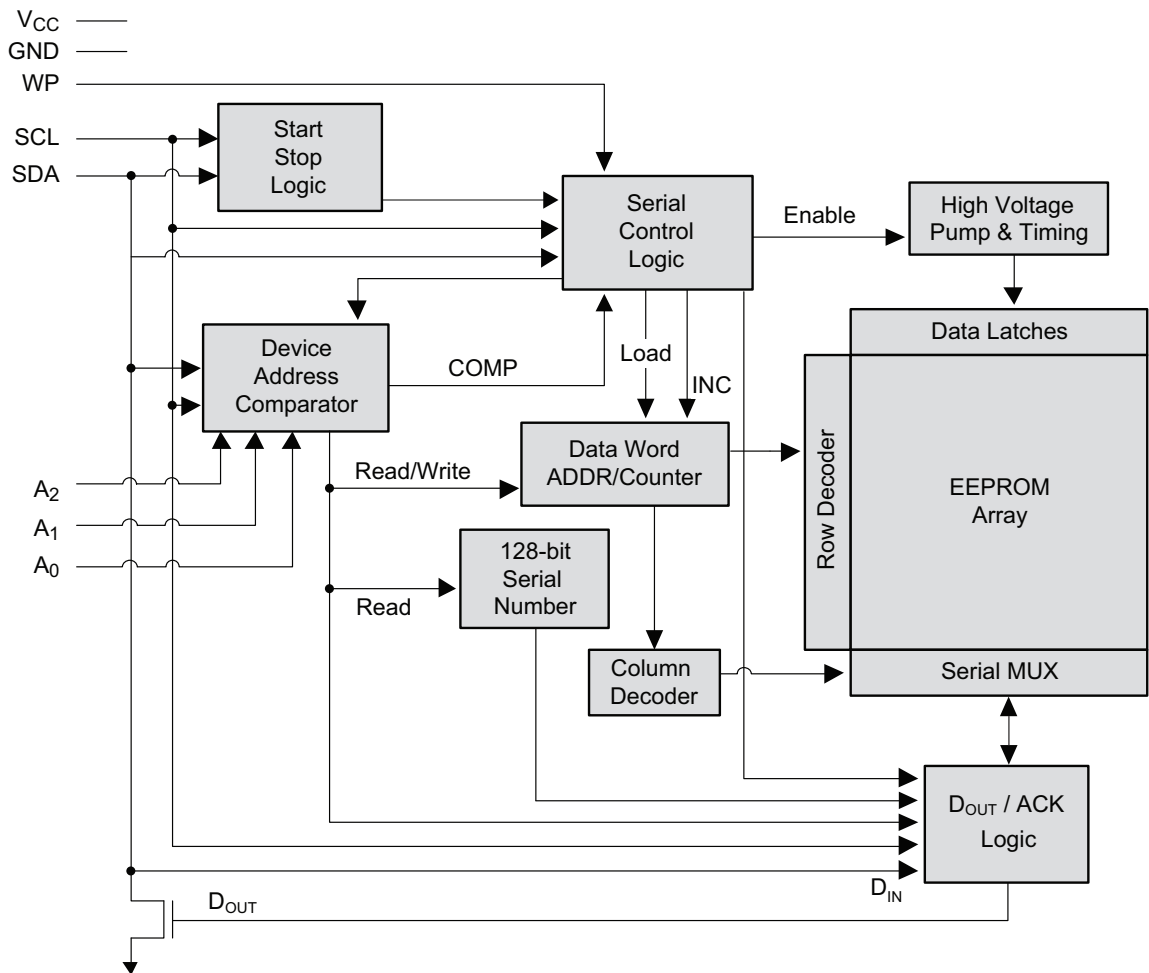 V_CC
GND
WP
SCL
SDA
Start
Stop
Logic
Serial
Control
Logic
Enable
High Voltage
Pump & Timing
Data Latches
Device
Address
Comparator
COMP
Load
INC
Data Word
ADDR/Counter
Read/Write
Row Decoder
EEPROM
Array
A2
A1
A0
128-bit
Serial
Number
Read
Column
Decoder
Serial MUX
DOUT / ACK
Logic
DIN
DOUT